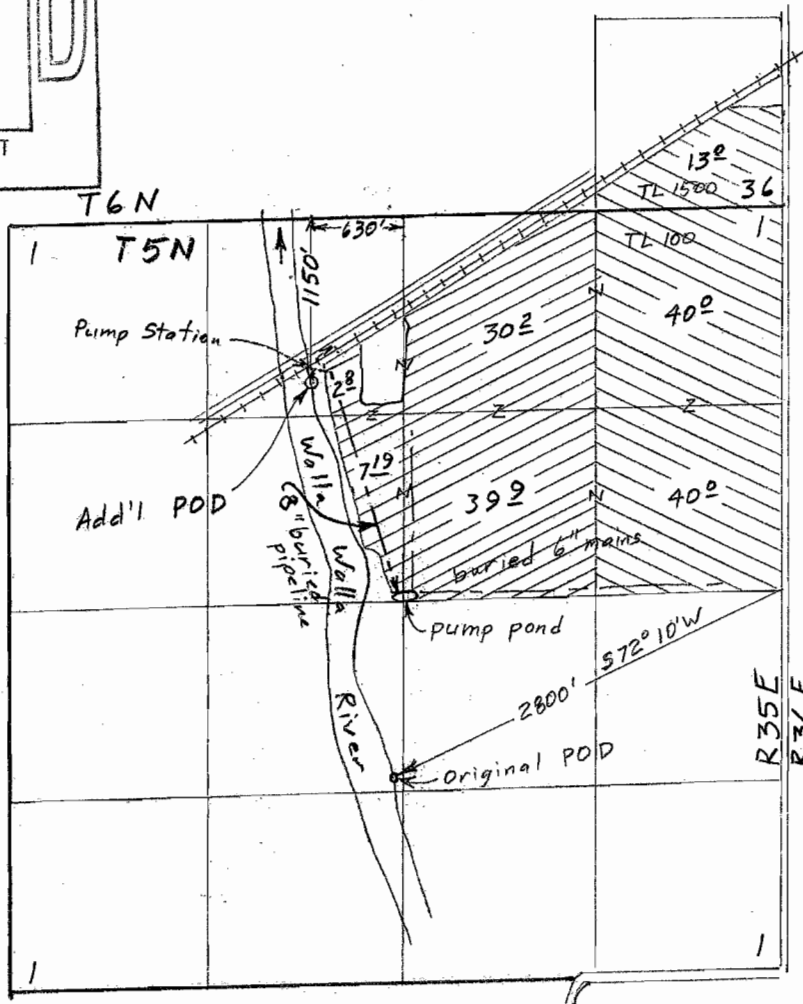 T
T6N
1
T5N
630'
1150'
13 0
TL 1500
36
1
TL 100
Pump Station
30 2
40 0
2 8
Add'l POD
7 19
39 9
40 0
8" buried pipeline
Walla
Walla
River
buried 6" mains
pump pond
S72° 10' W
2800'
Original POD
R35E
1
1